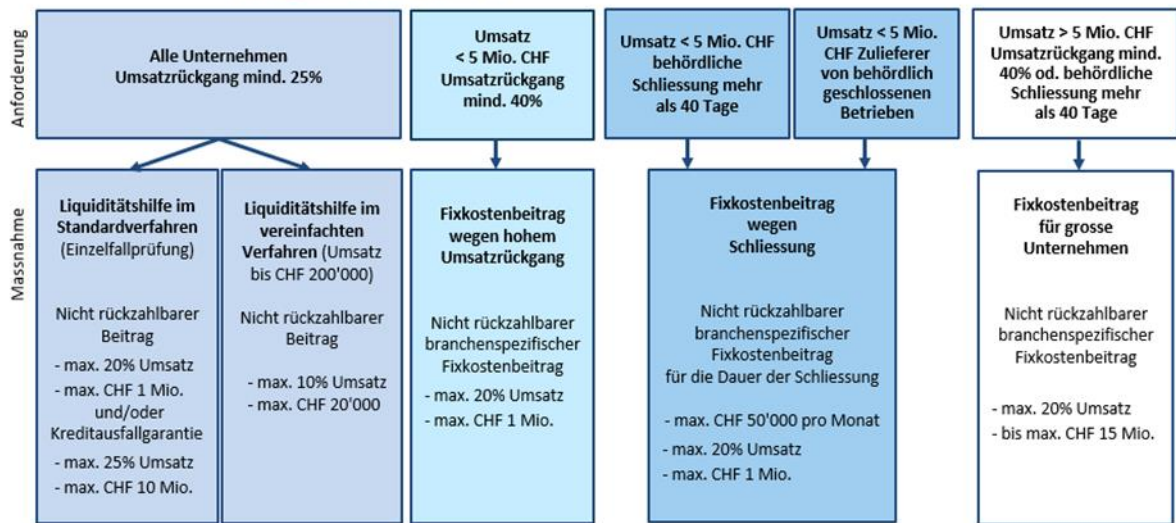 Anforderung
Alle Unternehmen
Umsatzrückgang mind. 25%
Umsatz
< 5 Mio. CHF
Umsatzrückgang
mind. 40%
Umsatz < 5 Mio. CHF
behördliche
Schliessung mehr
als 40 Tage
Umsatz < 5 Mio.
CHF Zulieferer
von behördlich
geschlossenen
Betrieben
Umsatz > 5 Mio. CHF
Umsatzrückgang mind.
40% od. behördliche
Schliessung mehr
als 40 Tage
Massnahme
Liquiditätshilfe im
Standardverfahren
(Einzelfallprüfung)
Nicht rückzahlbarer
Beitrag
- max. 20% Umsatz
- max. CHF 1 Mio.
und/oder
Kreditausfallgarantie
- max. 25% Umsatz
- max. CHF 10 Mio.
Liquiditätshilfe im
vereinfachten
Verfahren (Umsatz
bis CHF 200'000)
Nicht rückzahlbarer
Beitrag
- max. 10% Umsatz
- max. CHF 20'000
Fixkostenbeitrag
wegen hohem
Umsatzrückgang
Nicht rückzahlbarer
branchenspezifischer
Fixkostenbeitrag
- max. 20% Umsatz
- max. CHF 1 Mio.
Fixkostenbeitrag
wegen
Schliessung
Nicht rückzahlbarer
branchenspezifischer
Fixkostenbeitrag
für die Dauer der Schliessung
- max. CHF 50'000 pro Monat
- max. 20% Umsatz
- max. CHF 1 Mio.
Fixkostenbeitrag
für grosse
Unternehmen
Nicht rückzahlbarer
branchenspezifischer
Fixkostenbeitrag
- max. 20% Umsatz
- bis max. CHF 15 Mio.